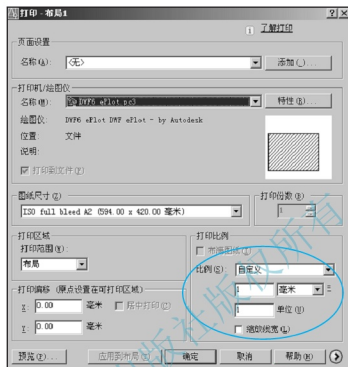 打印 - 布局1
了解打印
页面设置
名称(A): <无> 添加(.)...
打印机/绘图仪
名称(M): DWF6 ePlot.pc3 特性(R)...
绘图仪: DWF6 ePlot DWF ePlot - by Autodesk
位置: 文件
说明:
打印到文件(F)
图纸尺寸(Z)
ISO full bleed A2 (594.00 x 420.00 毫米)
打印份数(B)
1
打印区域
打印范围(W):
布局
打印比例
布满图纸(I)
比例(S): 自定义
1 毫米 =
1 单位(U)
缩放线宽(L)
打印偏移 (原点设置在可打印区域)
X: 0.00 毫米 居中打印(C)
Y: 0.00 毫米
预览(P)... 应用到布局(T) 确定 取消 帮助(H)